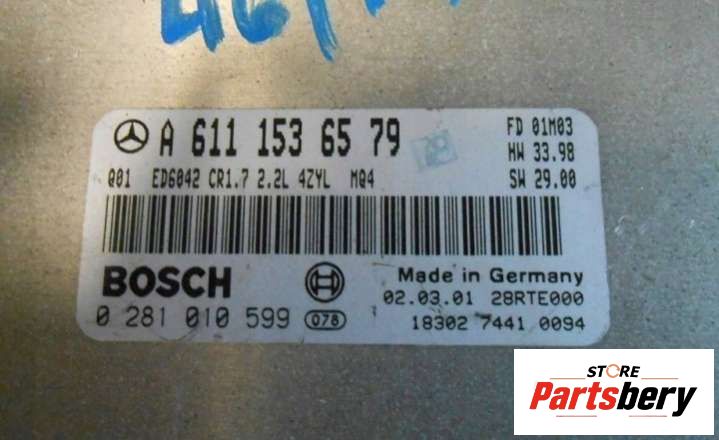 A 611 153 65 79
FD 01M03
HW 33.98
Q01 ED6042 CR1.7 2.2L 4ZYL MQ4
SW 29.00
BOSCH
Made in Germany
02.03.01 28RTE000
0 281 010 599 078
18302 7441 0094
STORE
Partsbery